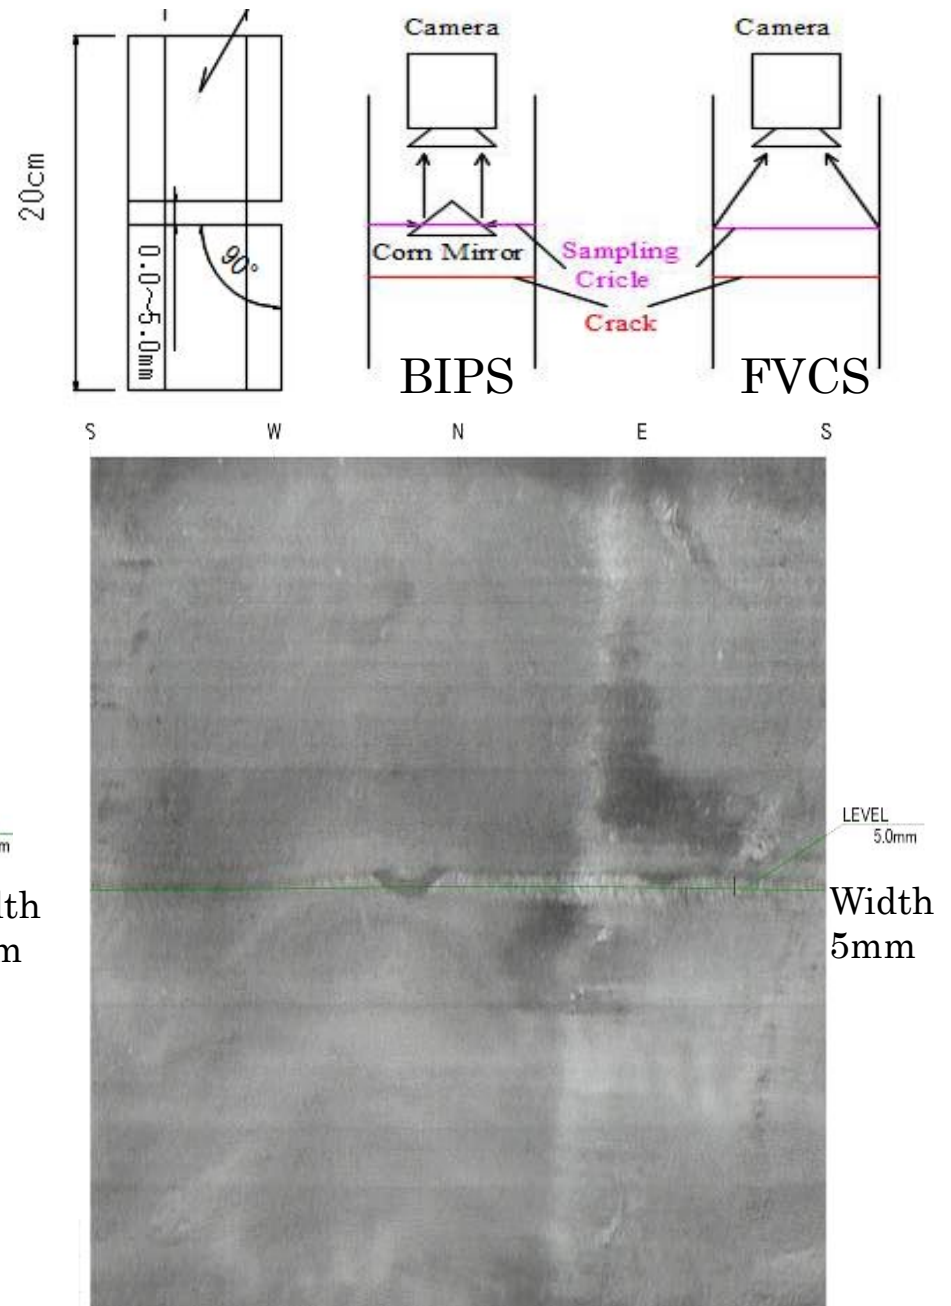 Camera
Camera
20cm
0.0~5.0mm
90°
Corn Mirror
Sampling
Cricle
Crack
BIPS
FVCS
S W N E S
LEVEL
5.0mm
m
lth
m
Width
5mm